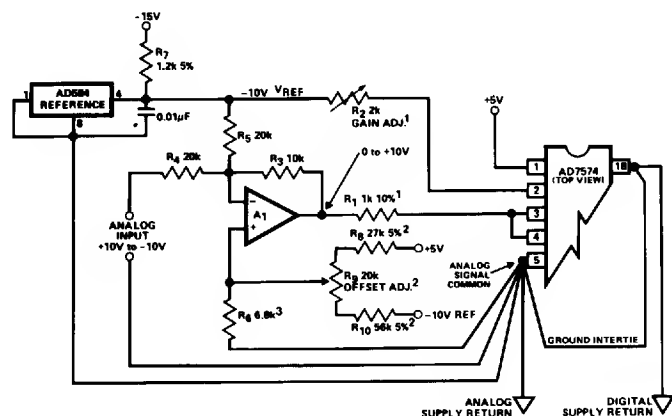 -15V
R7
1.2k 5%
1
AD584
REFERENCE
4
8
0.01μF
-10V VREF
R2 2k
GAIN ADJ.1
R5 20k
R4 20k
R3 10k
0 to +10V
+5V
AD7574
(TOP VIEW)
1
18
2
3
4
5
A1
R1 1k 10%1
ANALOG
INPUT
+10V to -10V
R8 27k 5%2
+5V
R9 20k
OFFSET ADJ.2
R10 56k 5%2
-10V REF
R6 6.8k3
ANALOG
SIGNAL
COMMON
GROUND INTERTIE
ANALOG
SUPPLY RETURN
DIGITAL
SUPPLY RETURN